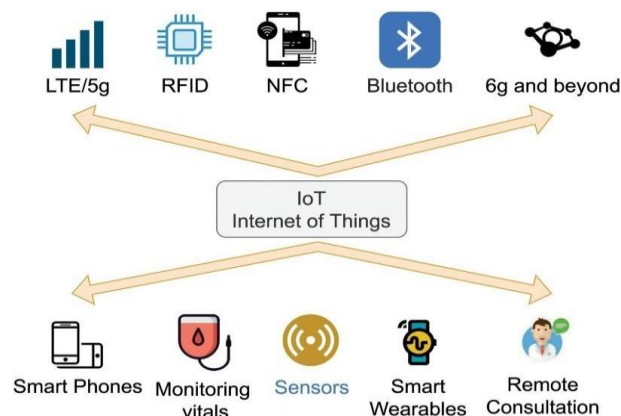 LTE/5g
RFID
NFC
Bluetooth
6g and beyond
IoT
Internet of Things
Smart Phones
Monitoring
vitals
Sensors
Smart
Wearables
Remote
Consultation